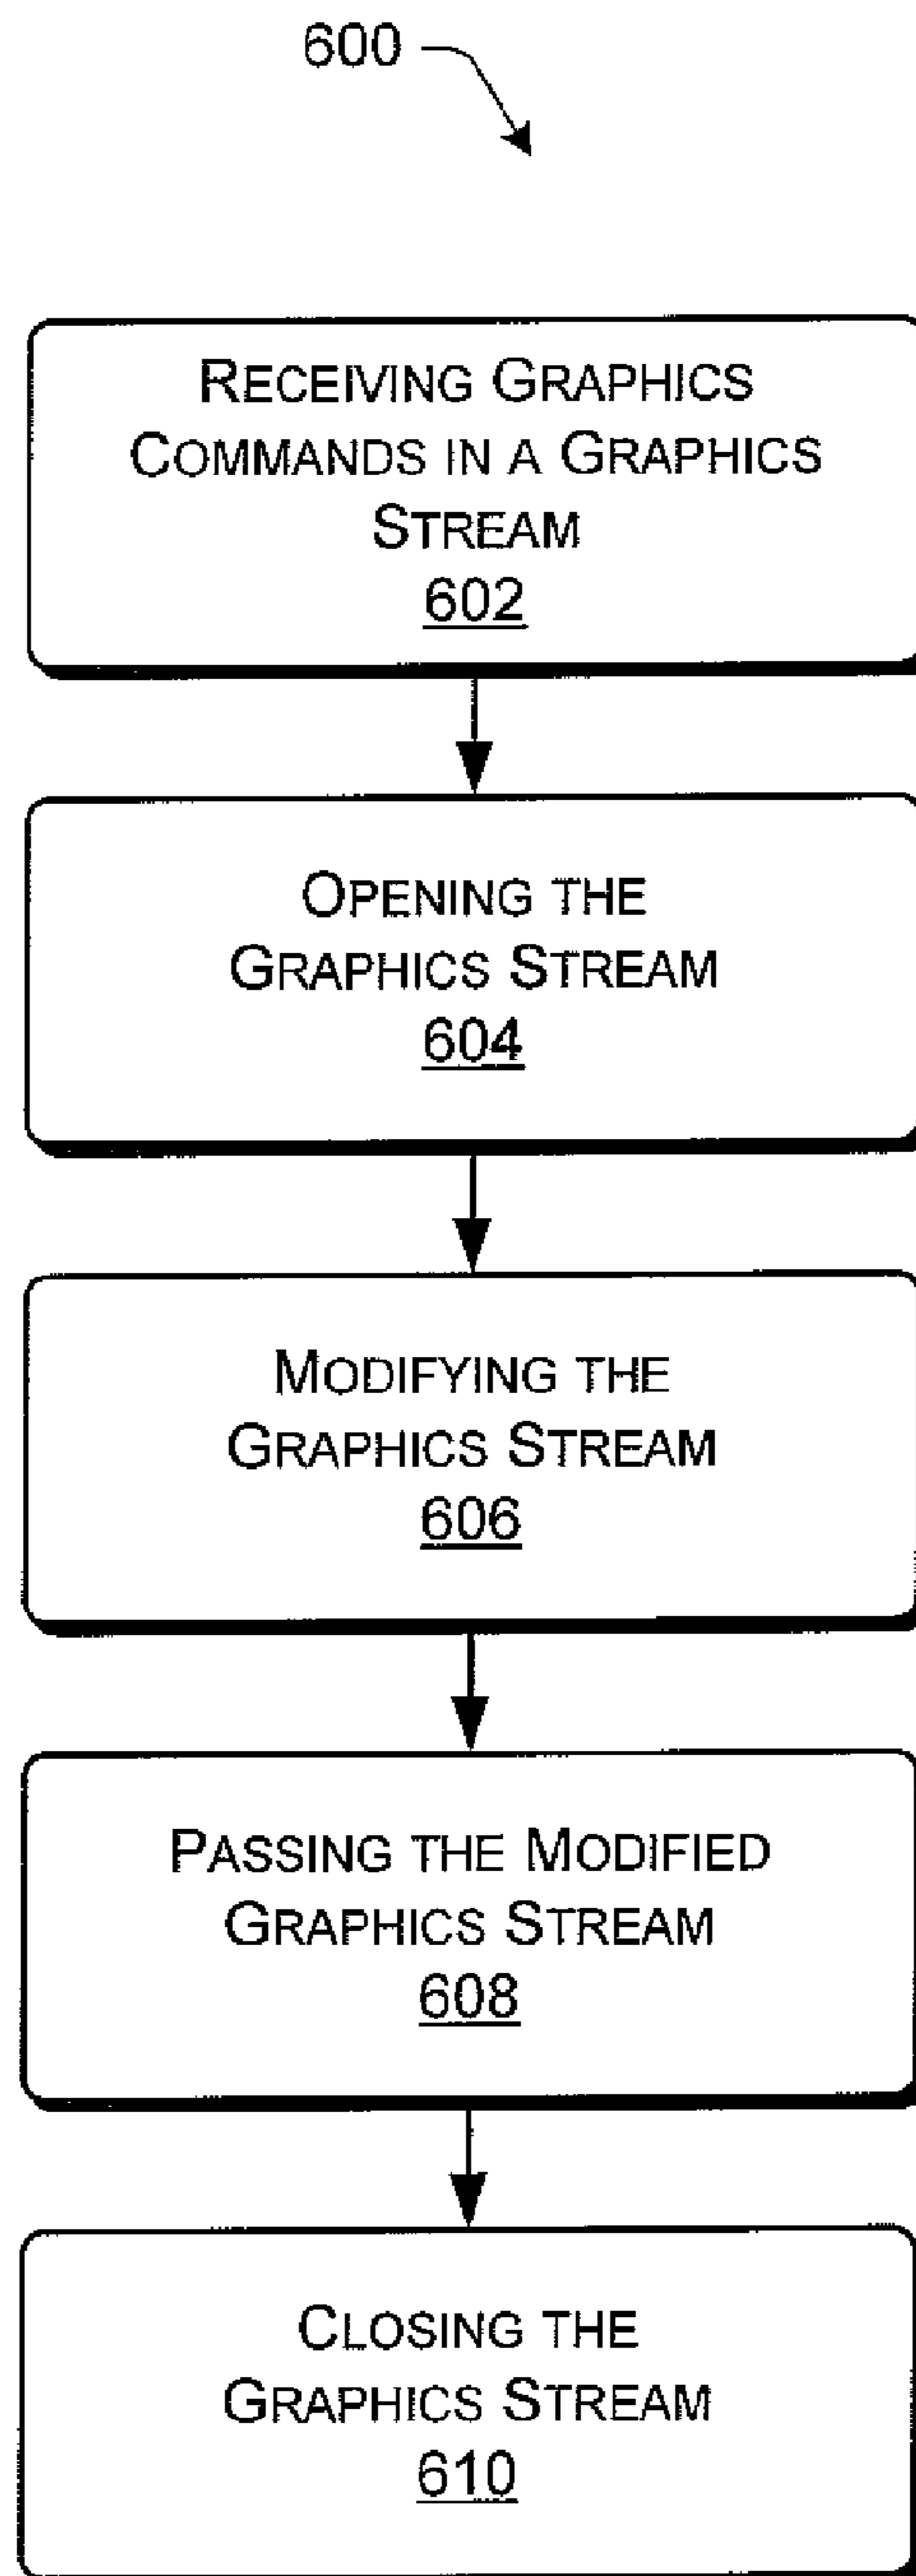 600
RECEIVING GRAPHICS
COMMANDS IN A GRAPHICS
STREAM
602
OPENING THE
GRAPHICS STREAM
604
MODIFYING THE
GRAPHICS STREAM
606
PASSING THE MODIFIED
GRAPHICS STREAM
608
CLOSING THE
GRAPHICS STREAM
610